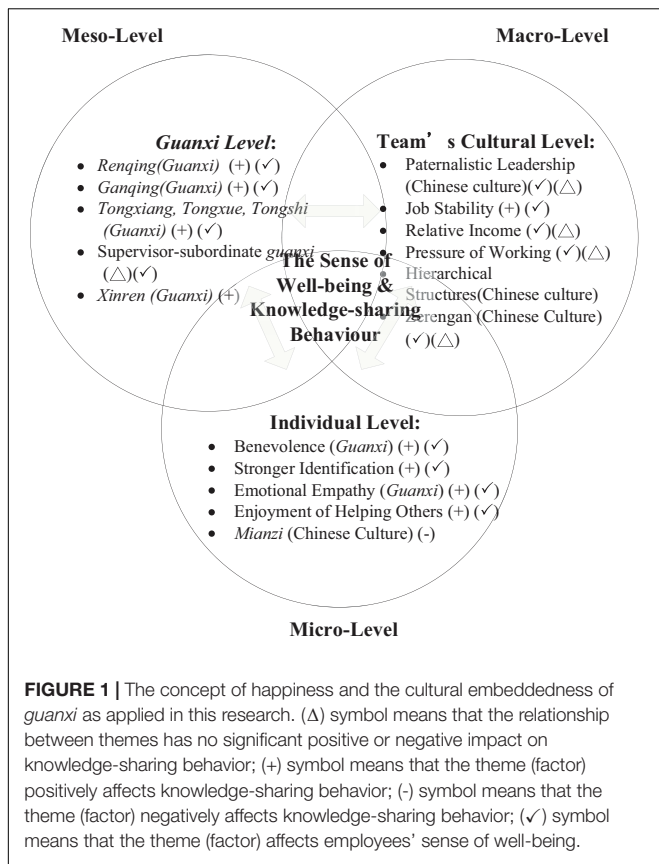 Meso-Level
Macro-Level
Guanxi Level:
• Renqing(Guanxi) (+) (✓)
• Ganqing(Guanxi) (+) (✓)
• Tongxiang, Tongxue, Tongshi
(Guanxi) (+) (✓)
• Supervisor-subordinate guanxi
(△)(✓)
• Xinren (Guanxi) (+)
Team’s Cultural Level:
• Paternalistic Leadership
(Chinese culture)(✓)(△)
• Job Stability (+) (✓)
• Relative Income (✓)(△)
• Pressure of Working (✓)(△)
• Hierarchical
Structures(Chinese culture)
• Zerengan (Chinese Culture)
(✓)(△)
The Sense of
Well-being &
Knowledge-sharing
Behaviour
Individual Level:
• Benevolence (Guanxi) (+) (✓)
• Stronger Identification (+) (✓)
• Emotional Empathy (Guanxi) (+) (✓)
• Enjoyment of Helping Others (+) (✓)
• Mianzi (Chinese Culture) (-)
Micro-Level
FIGURE 1 | The concept of happiness and the cultural embeddedness of
guanxi as applied in this research. (Δ) symbol means that the relationship
between themes has no significant positive or negative impact on
knowledge-sharing behavior; (+) symbol means that the theme (factor)
positively affects knowledge-sharing behavior; (-) symbol means that the
theme (factor) negatively affects knowledge-sharing behavior; (✓) symbol
means that the theme (factor) affects employees’ sense of well-being.